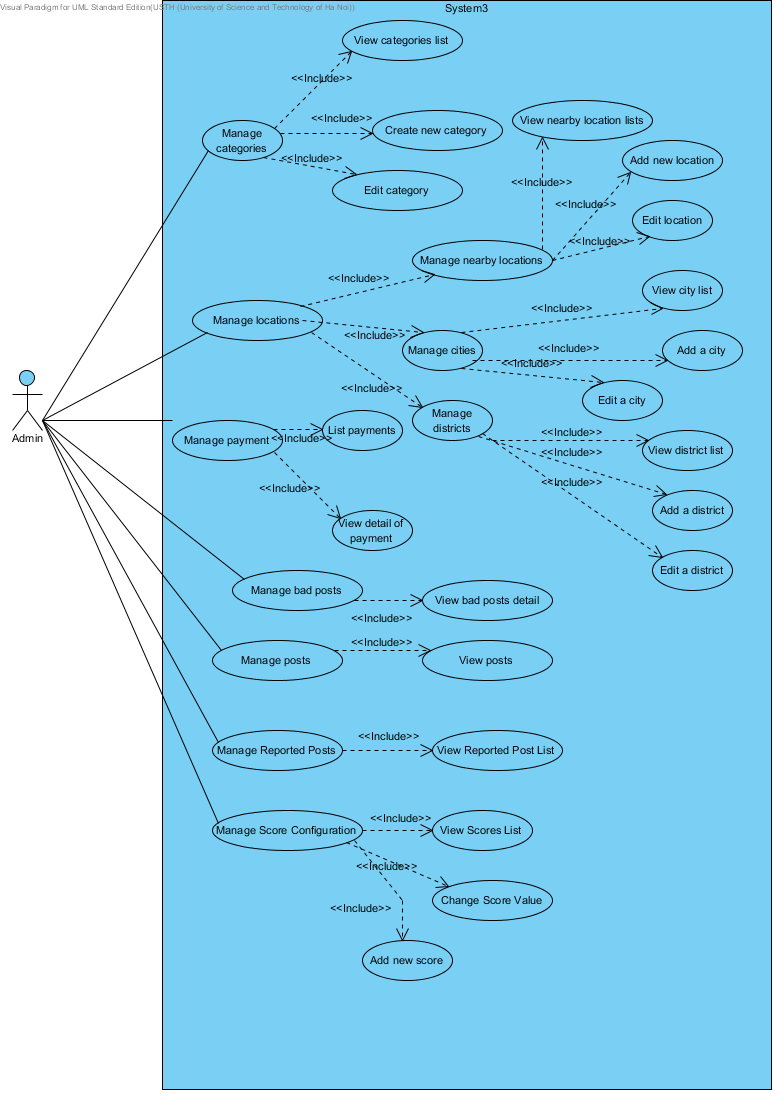 Visual Paradigm for UML Standard Edition(USTH (University of Science and Technology of Ha Noi))
System3
View categories list
<<Include>>
<<Include>>
Create new category
Manage
categories
<<Include>>
Edit category
View nearby location lists
Add new location
<<Include>>
<<Include>>
Edit location
<<Include>>
Manage nearby locations
<<Include>>
View city list
<<Include>>
Manage locations
<<Include>>
Manage cities
<<Include>>
Add a city
<<Include>>
Edit a city
<<Include>>
Manage
districts
Admin
Manage payment
<<Include>>
List payments
<<Include>>
View district list
<<Include>>
<<Include>>
<<Include>>
View detail of
payment
Add a district
Edit a district
Manage bad posts
View bad posts detail
<<Include>>
<<Include>>
Manage posts
View posts
<<Include>>
Manage Reported Posts
View Reported Post List
<<Include>>
Manage Score Configuration
View Scores List
<<Include>>
Change Score Value
<<Include>>
Add new score